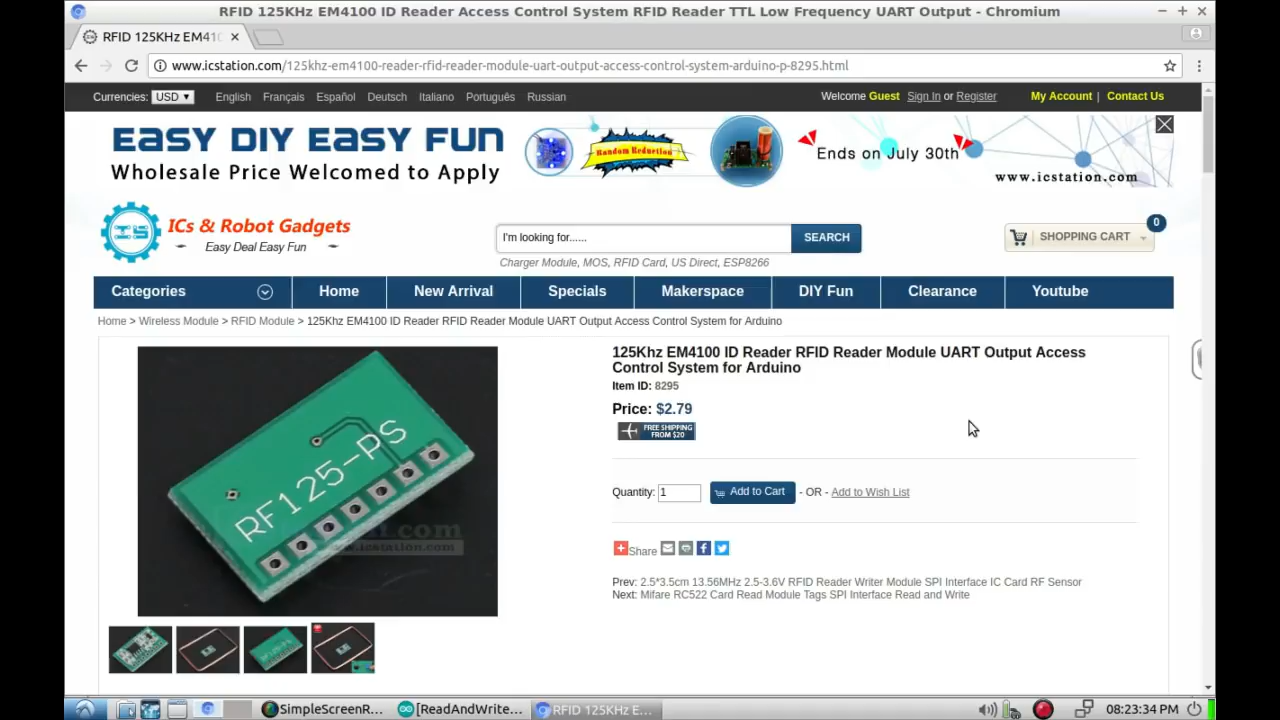 RFID 125KHz EM4100 ID Reader Access Control System RFID Reader TTL Low Frequency UART Output - Chromium
RFID 125KHz EM410
www.icstation.com/125khz-em4100-reader-rfid-reader-module-uart-output-access-control-system-arduino-p-8295.html
Currencies: USD English Français Español Deutsch Italiano Português Russian Welcome Guest Sign In or Register My Account | Contact Us
EASY DIY EASY FUN
Wholesale Price Welcomed to Apply
Random Reduction
Ends on July 30th
www.icstation.com
ICs & Robot Gadgets
Easy Deal Easy Fun
I'm looking for......
SEARCH
SHOPPING CART
0
Charger Module, MOS, RFID Card, US Direct, ESP8266
Categories Home New Arrival Specials Makerspace DIY Fun Clearance Youtube
Home > Wireless Module > RFID Module > 125Khz EM4100 ID Reader RFID Reader Module UART Output Access Control System for Arduino
RF125-PS
www.icstation.com
125Khz EM4100 ID Reader RFID Reader Module UART Output Access
Control System for Arduino
Item ID: 8295
Price: $2.79
FREE SHIPPING
FROM $20
Quantity: 1 Add to Cart - OR - Add to Wish List
Share
Prev: 2.5*3.5cm 13.56MHz 2.5-3.6V RFID Reader Writer Module SPI Interface IC Card RF Sensor
Next: Mifare RC522 Card Read Module Tags SPI Interface Read and Write
SimpleScreenR... [ReadAndWrite... RFID 125KHz E... 08:23:34 PM